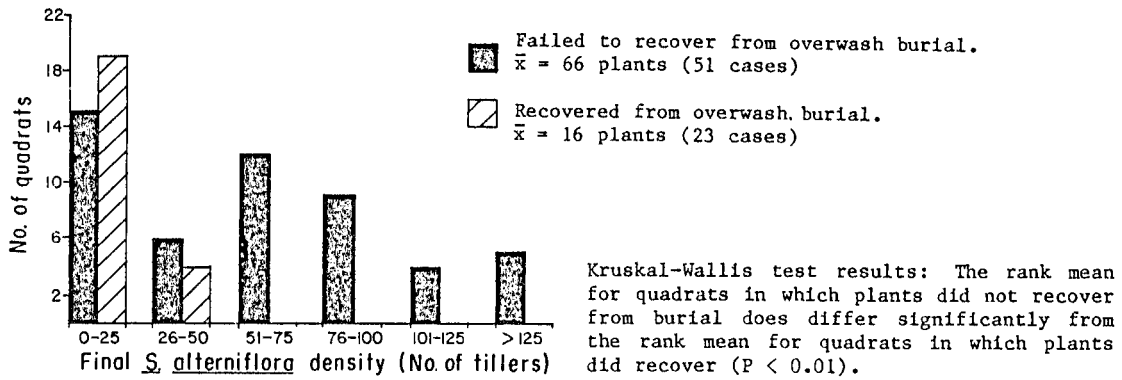 22
18
14
10
6
2
No. of quadrats
0-25 26-50 51-75 76-100 101-125 >125
Final S. alterniflora density (No. of tillers)
Failed to recover from overwash burial.
x̄ = 66 plants (51 cases)
Recovered from overwash. burial.
x̄ = 16 plants (23 cases)
Kruskal-Wallis test results: The rank mean
for quadrats in which plants did not recover
from burial does differ significantly from
the rank mean for quadrats in which plants
did recover (P < 0.01).